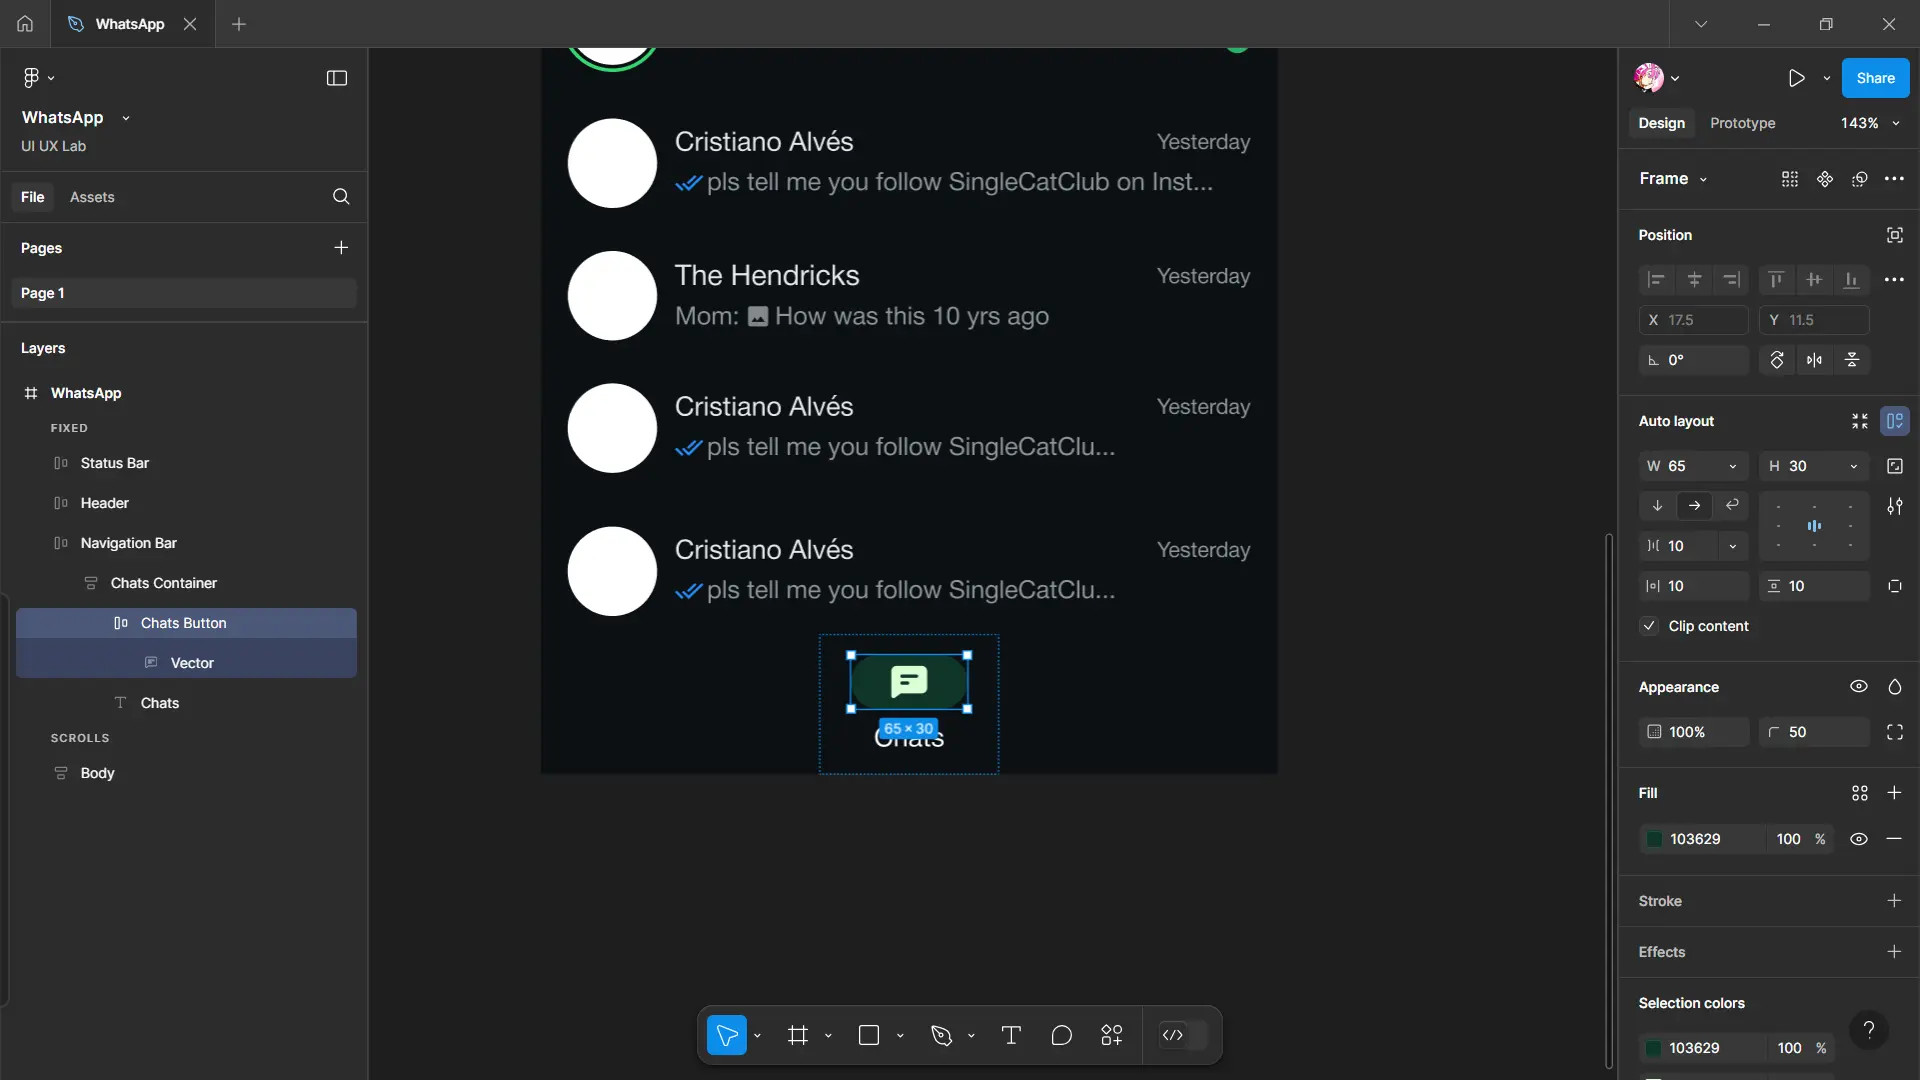 WhatsApp
WhatsApp
UI UX Lab
File Assets
Pages
Page 1
Layers
WhatsApp
FIXED
Status Bar
Header
Navigation Bar
Chats Container
Chats Button
Vector
Chats
SCROLLS
Body
Cristiano Alvés Yesterday
pls tell me you follow SingleCatClub on Inst...
The Hendricks Yesterday
Mom: How was this 10 yrs ago
Cristiano Alvés Yesterday
pls tell me you follow SingleCatClu...
Cristiano Alvés Yesterday
pls tell me you follow SingleCatClu...
65 × 30
Chats
Share
Design Prototype 143%
Frame
Position
X 17.5 Y 11.5
0°
Auto layout
W 65 H 30
10
10 10
Clip content
Appearance
100% 50
Fill
103629 100 %
Stroke
Effects
Selection colors
103629 100 %
?